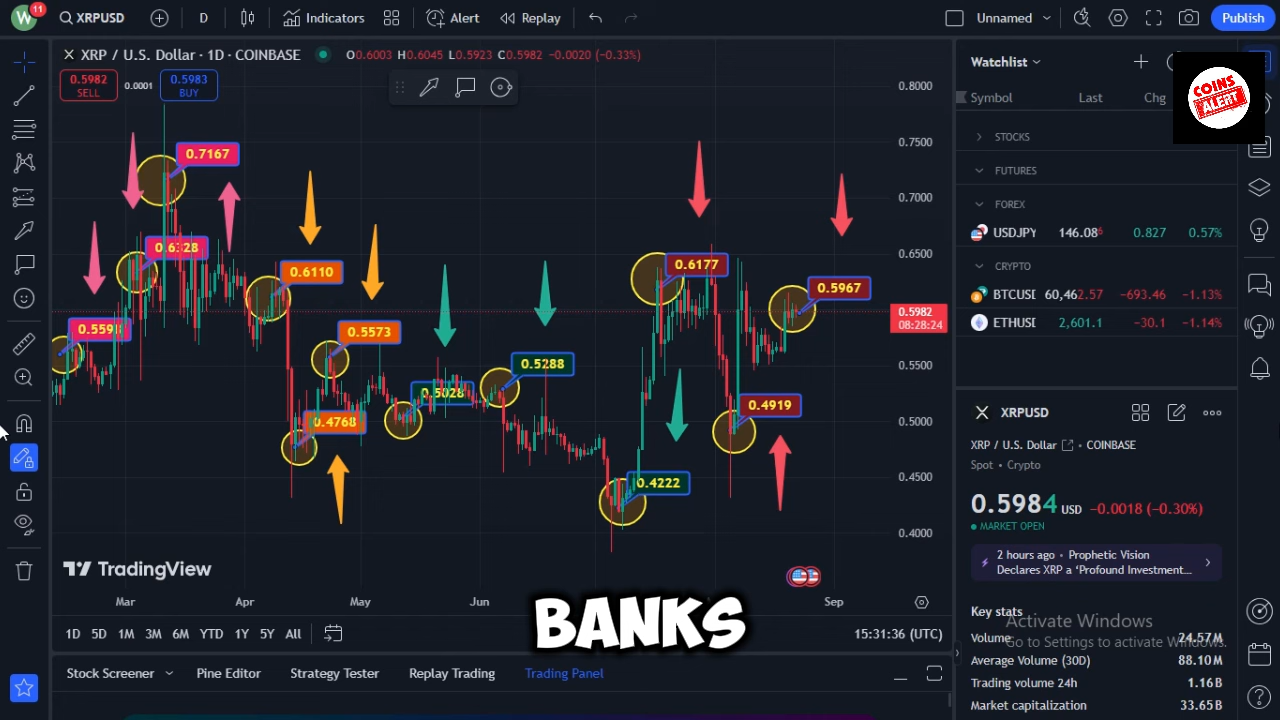 W 11 XRPUSD D Indicators Alert Replay Unnamed Publish
XRP / U.S. Dollar · 1D · COINBASE O0.6003 H0.6045 L0.5923 C0.5982 -0.0020 (-0.33%)
0.5982 SELL 0.0001 0.5983 BUY
0.8000
0.7500
0.7000
0.6500
0.5982
08:28:24
0.5500
0.5000
0.4500
0.4000
0.7167
0.6328
0.5591
0.6110
0.5573
0.4768
0.5028
0.5288
0.6177
0.5967
0.4919
0.4222
TradingView
Mar Apr May Jun Sep
BANKS
1D 5D 1M 3M 6M YTD 1Y 5Y All 15:31:36 (UTC)
Stock Screener Pine Editor Strategy Tester Replay Trading Trading Panel
Watchlist
COINS ALERT
Symbol Last Chg
STOCKS
FUTURES
FOREX
USDJPY 146.086 0.827 0.57%
CRYPTO
BTCUSD 60,462.57 -693.46 -1.13%
ETHUSD 2,601.1 -30.1 -1.14%
XRPUSD
XRP / U.S. Dollar • COINBASE
Spot • Crypto
0.5984 USD -0.0018 (-0.30%)
MARKET OPEN
2 hours ago • Prophetic Vision
Declares XRP a 'Profound Investment...
Key stats
Activate Windows
Go to Settings to activate Windows.
Volume 24.57M
Average Volume (30D) 88.10M
Trading volume 24h 1.16B
Market capitalization 33.65B